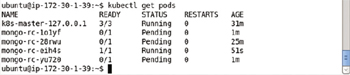 ubuntu@ip-172-30-1-39:~$ kubectl get pods
NAME READY STATUS RESTARTS AGE
k8s-master-127.0.0.1 3/3 Running 0 31m
mongo-rc-to1yf 0/1 Pending 0 1m
mongo-rc-28rwu 0/1 Pending 0 25m
mongo-rc-eih4s 1/1 Running 0 51s
mongo-rc-yu720 0/1 Pending 0 1m
ubuntu@ip-172-30-1-39:~$